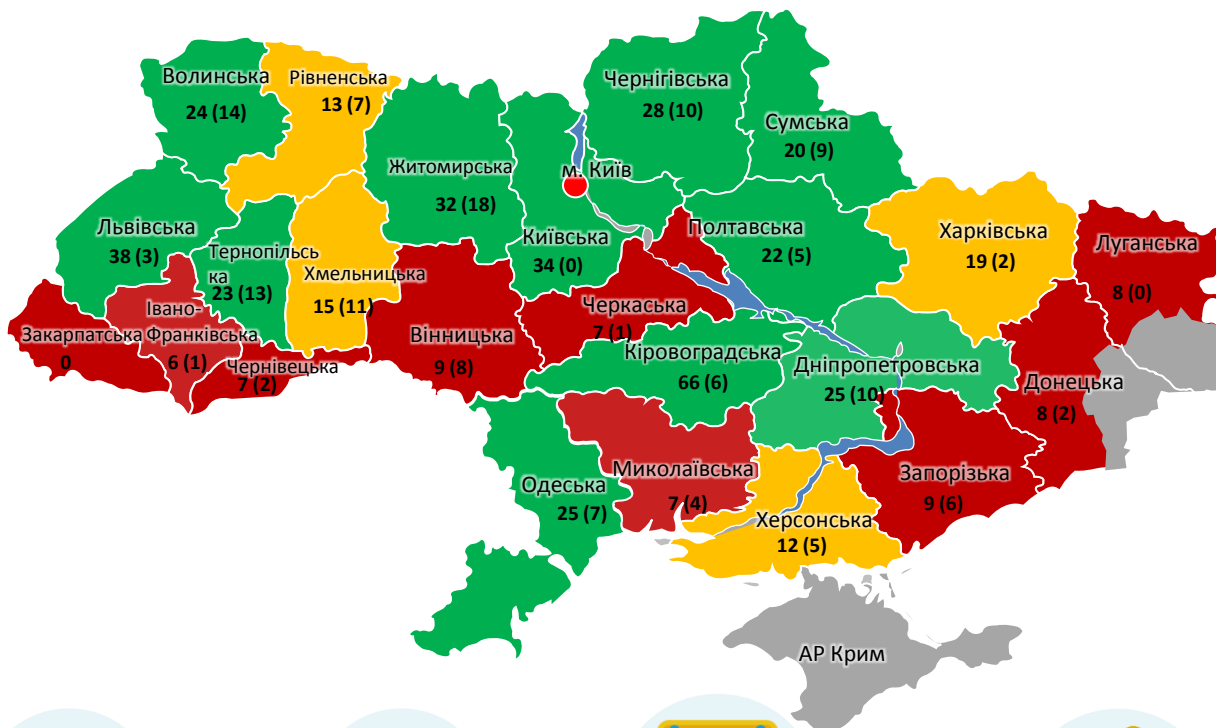 Волинська
24 (14)
Рівненська
13 (7)
Житомирська
32 (18)
м. Київ
Київська
34 (0)
Чернігівська
28 (10)
Сумська
20 (9)
Львівська
38 (3)
Тернопільсь
ка
23 (13)
Хмельницька
15 (11)
Вінницька
9 (8)
Черкаська
7 (1)
Полтавська
22 (5)
Харківська
19 (2)
Луганська
8 (0)
Закарпатська
0
Івано-
Франківська
6 (1)
Чернівецька
7 (2)
Кіровоградська
66 (6)
Дніпропетровська
25 (10)
Донецька
8 (2)
Одеська
25 (7)
Миколаївська
7 (4)
Херсонська
12 (5)
Запорізька
9 (6)
АР Крим